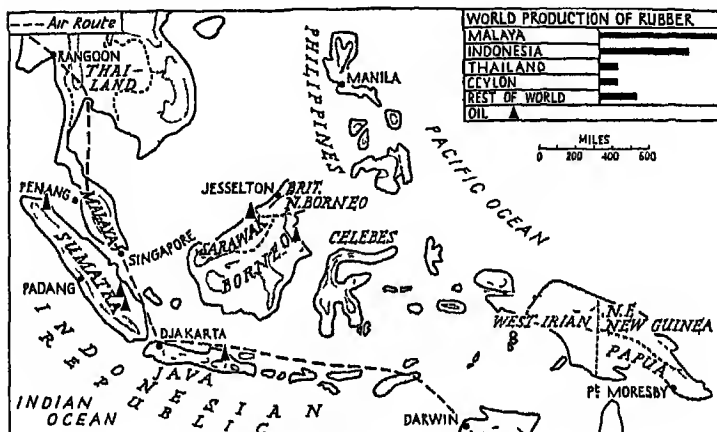 Air Route
WORLD PRODUCTION OF RUBBER
MALAYA
INDONESIA
THAILAND
CEYLON
REST OF WORLD
OIL
MILES
0 200 400 600
RANGOON
THAI-
LAND
PHILIPPINES
MANILA
PACIFIC OCEAN
PENANG
MALAYA
SINGAPORE
JESSELTON
BRIT.
N. BORNEO
SARAWAK
BORNEO
CELEBES
SUMATRA
PADANG
DJAKARTA
JAVA
INDONESIAN
REPUBLIC
INDIAN
OCEAN
DARWIN
WEST-IRIAN
N.E.
NEW GUINEA
PAPUA
Pt. MORESBY